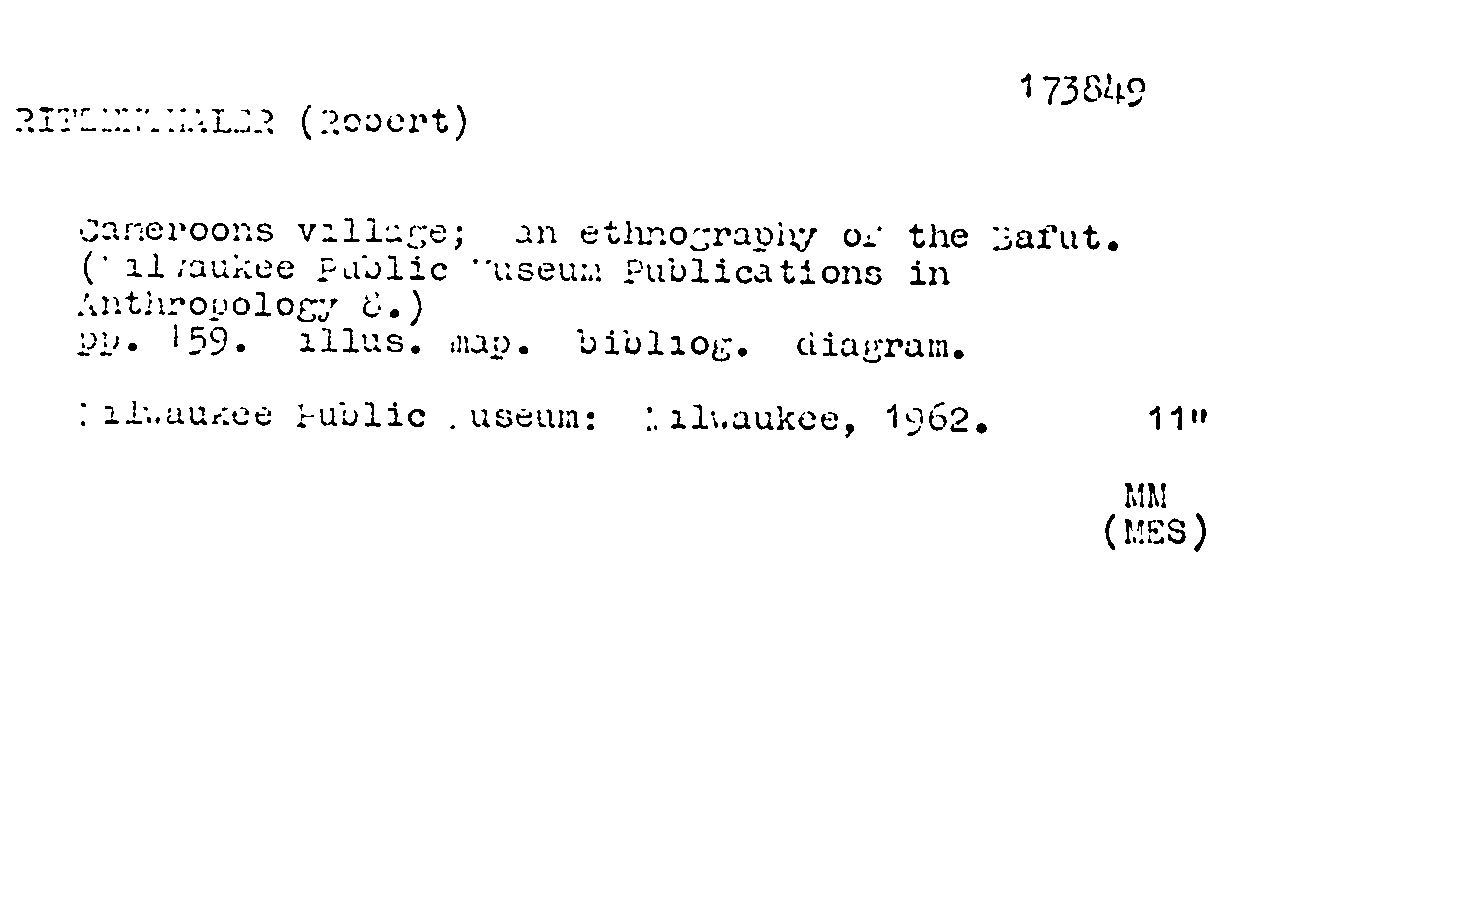 173849
RITZENTHALER (Robert)
Cameroons village; an ethnography of the Bafut.
(Milwaukee Public Museum Publications in
Anthropology 8.)
pp. 159. illus. map. bibliog. diagram.
Milwaukee Public Museum: Milwaukee, 1962. 11"
MM
(MES)